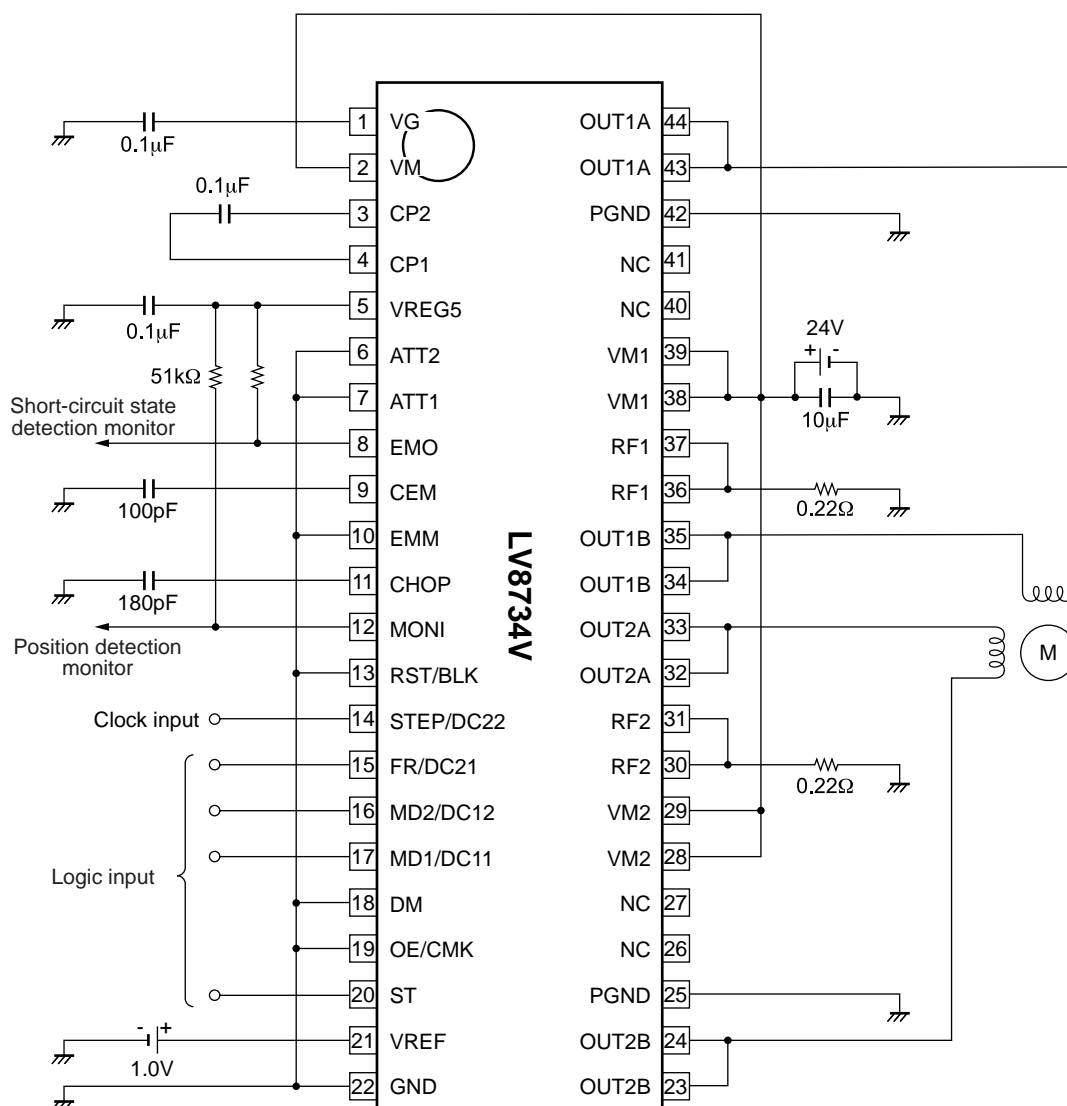 1 VG OUT1A 44
0.1μF
2 VM OUT1A 43
0.1μF
3 CP2 PGND 42
4 CP1 NC 41
5 VREG5 NC 40
0.1μF
24V
+ -
6 ATT2 VM1 39
51kΩ
7 ATT1 VM1 38
10μF
Short-circuit state
detection monitor
8 EMO RF1 37
9 CEM RF1 36
100pF
0.22Ω
10 EMM OUT1B 35
11 CHOP OUT1B 34
180pF
12 MONI OUT2A 33
Position detection
monitor
LV8734V
M
13 RST/BLK OUT2A 32
Clock input
14 STEP/DC22 RF2 31
15 FR/DC21 RF2 30
0.22Ω
16 MD2/DC12 VM2 29
17 MD1/DC11 VM2 28
Logic input
18 DM NC 27
19 OE/CMK NC 26
20 ST PGND 25
- +
21 VREF OUT2B 24
1.0V
22 GND OUT2B 23